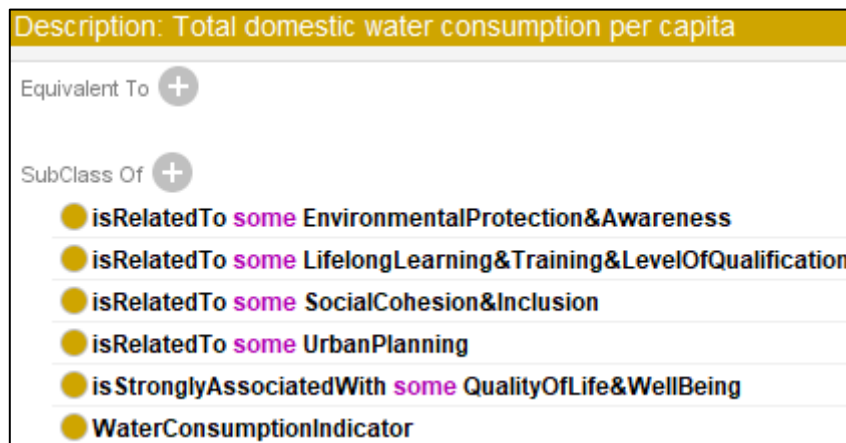 Description: Total domestic water consumption per capita
Equivalent To
SubClass Of
isRelatedTo some EnvironmentalProtection&Awareness
isRelatedTo some LifelongLearning&Training&LevelOfQualification
isRelatedTo some SocialCohesion&Inclusion
isRelatedTo some UrbanPlanning
isStronglyAssociatedWith some QualityOfLife&WellBeing
WaterConsumptionIndicator